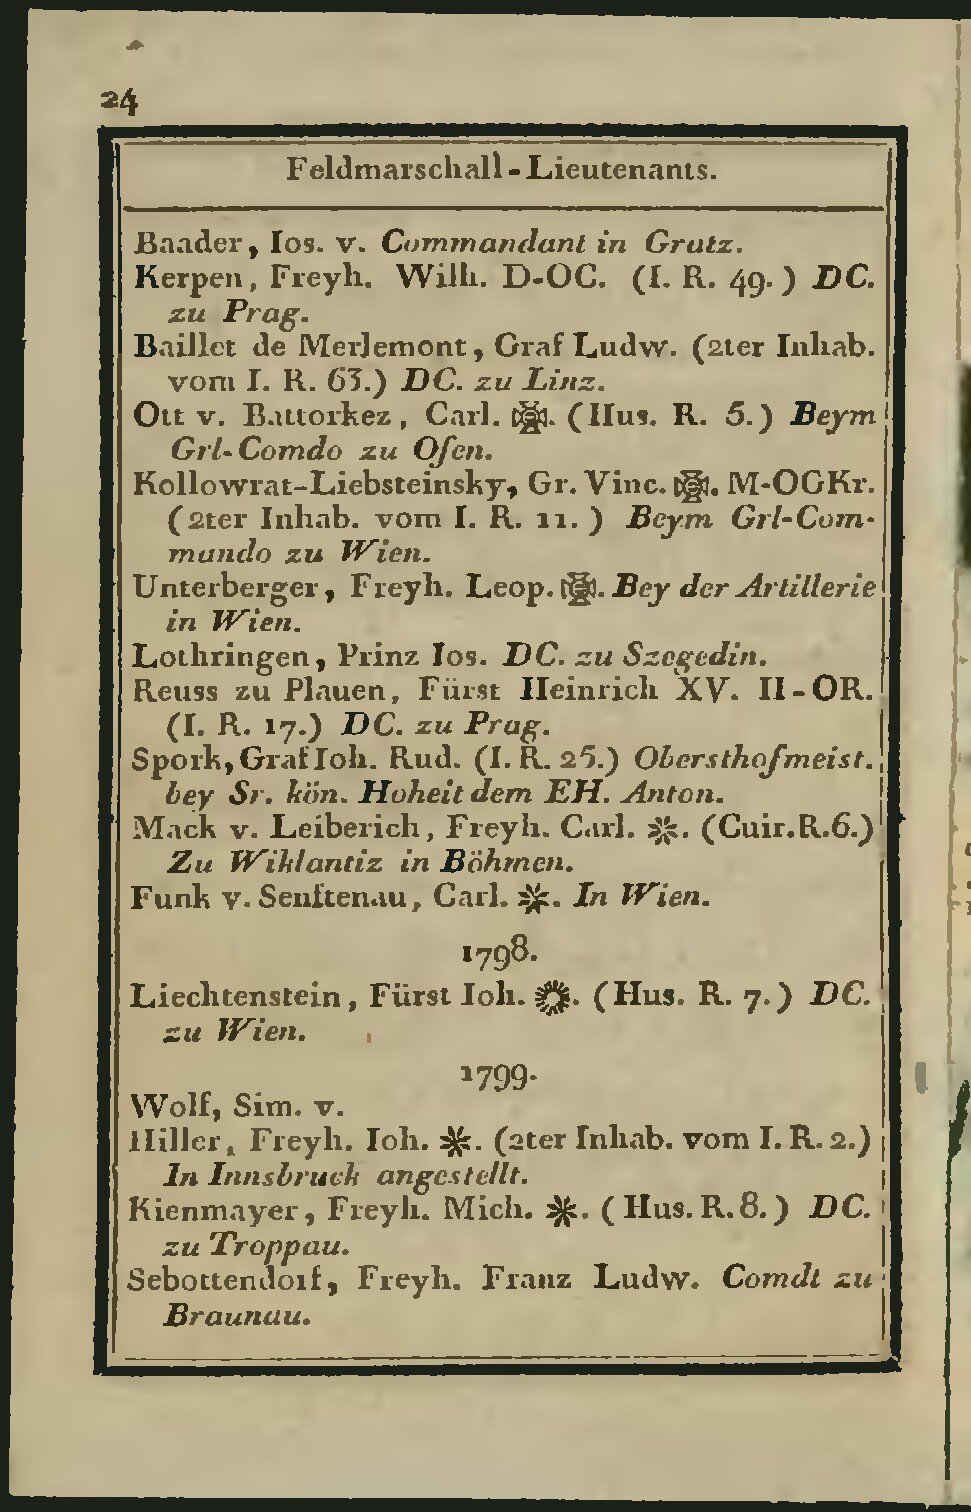 24
Feldmarschall-Lieutenants.
Baader, Ios. v. Commandant in Gratz.
Kerpen, Freyh. Wilh. D-OC. (I. R. 49.) DC.
zu Prag.
Baillet de Merlemont, Graf Ludw. (2ter Inhab.
vom I. R. 63.) DC. zu Linz.
Ott v. Battorkez, Carl. (Hus. R. 5.) Beym
Grl-Comdo zu Ofen.
Kollowrat-Liebsteinsky, Gr. Vinc. M-OGKr.
(2ter Inhab. vom I. R. 11.) Beym Grl-Com-
mando zu Wien.
Unterberger, Freyh. Leop. Bey der Artillerie
in Wien.
Lothringen, Prinz Ios. DC. zu Szegedin.
Reuss zu Plauen, Fürst Heinrich XV. H-OR.
(I. R. 17.) DC. zu Prag.
Spork, Graf Ioh. Rud. (I. R. 25.) Obersthofmeist.
bey Sr. kön. Hoheit dem EH. Anton.
Mack v. Leiberich, Freyh. Carl. (Cuir.R.6.)
Zu Wiklantiz in Böhmen.
Funk v. Senftenau, Carl. In Wien.
1798.
Liechtenstein, Fürst Ioh. (Hus. R. 7.) DC.
zu Wien.
1799.
Wolf, Sim. v.
Hiller, Freyh. Ioh. (2ter Inhab. vom I. R. 2.)
In Innsbruck angestellt.
Kienmayer, Freyh. Mich. (Hus. R. 8.) DC.
zu Troppau.
Sebottendorf, Freyh. Franz Ludw. Comdt zu
Braunau.